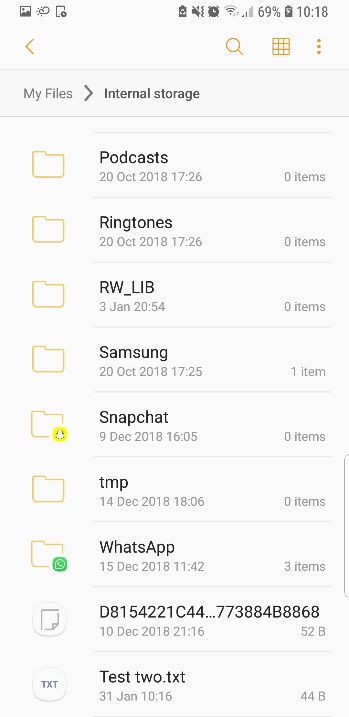 69% 10:18
My Files > Internal storage
Podcasts
20 Oct 2018 17:26 0 items
Ringtones
20 Oct 2018 17:26 0 items
RW_LIB
3 Jan 20:54 0 items
Samsung
20 Oct 2018 17:25 1 item
Snapchat
9 Dec 2018 16:05 0 items
tmp
14 Dec 2018 18:06 0 items
WhatsApp
15 Dec 2018 11:42 3 items
D8154221C44...773884B8868
10 Dec 2018 21:16 52 B
TXT Test two.txt
31 Jan 10:16 44 B